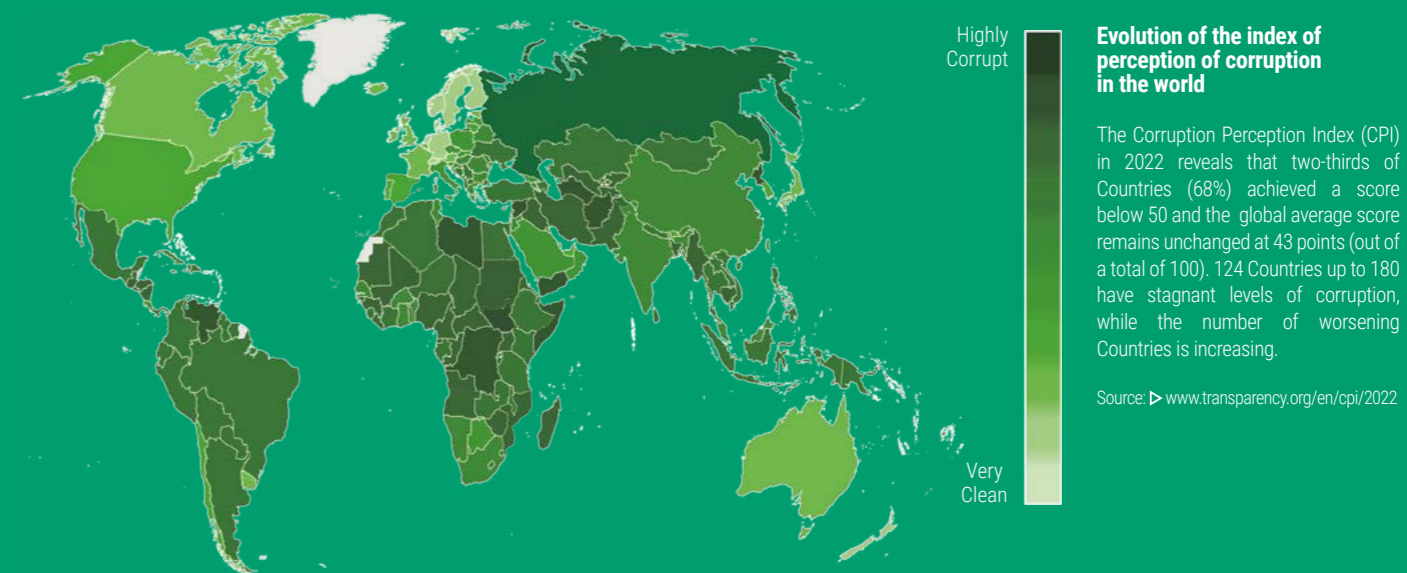 Highly
Corrupt
Very
Clean
Evolution of the index of
perception of corruption
in the world
The Corruption Perception Index (CPI)
in 2022 reveals that two-thirds of
Countries (68%) achieved a score
below 50 and the global average score
remains unchanged at 43 points (out of
a total of 100). 124 Countries up to 180
have stagnant levels of corruption,
while the number of worsening
Countries is increasing.
Source: ▷ www.transparency.org/en/cpi/2022